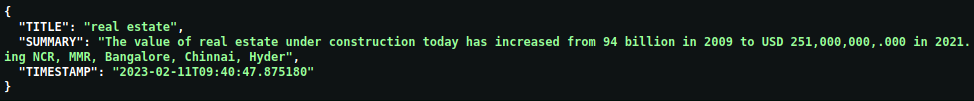 {
"TITLE": "real estate",
"SUMMARY": "The value of real estate under construction today has increased from 94 billion in 2009 to USD 251,000,000,.000 in 2021.
ing NCR, MMR, Bangalore, Chinnai, Hyder",
"TIMESTAMP": "2023-02-11T09:40:47.875180"
}